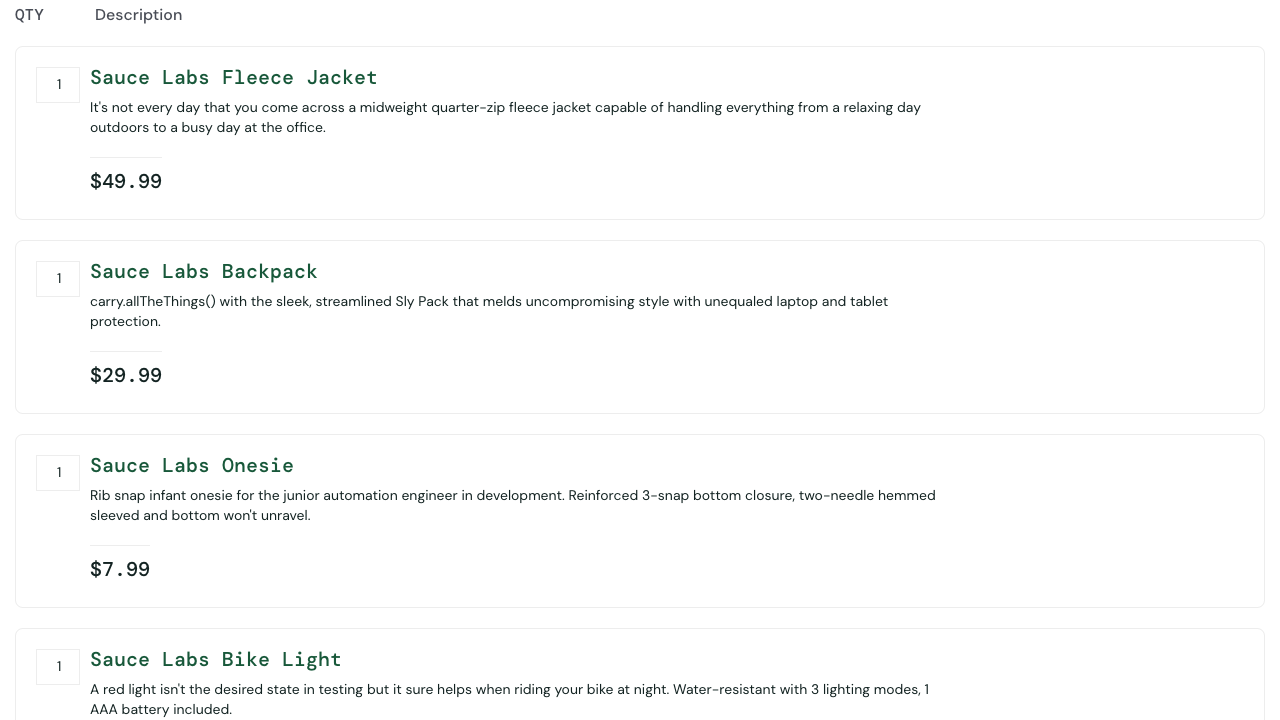 QTY Description
1 Sauce Labs Fleece Jacket
It's not every day that you come across a midweight quarter-zip fleece jacket capable of handling everything from a relaxing day
outdoors to a busy day at the office.
$49.99
1 Sauce Labs Backpack
carry.allTheThings() with the sleek, streamlined Sly Pack that melds uncompromising style with unequaled laptop and tablet
protection.
$29.99
1 Sauce Labs Onesie
Rib snap infant onesie for the junior automation engineer in development. Reinforced 3-snap bottom closure, two-needle hemmed
sleeved and bottom won't unravel.
$7.99
1 Sauce Labs Bike Light
A red light isn't the desired state in testing but it sure helps when riding your bike at night. Water-resistant with 3 lighting modes, 1
AAA battery included.